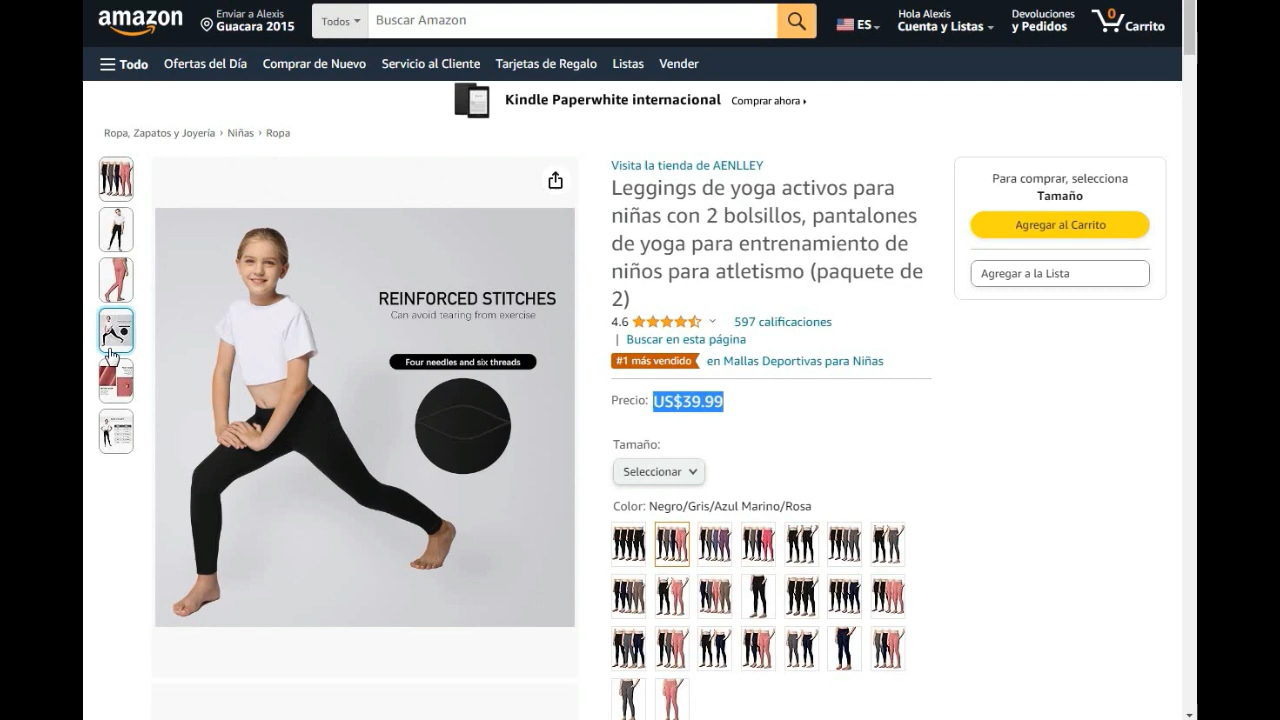 amazon
Enviar a Alexis
Guacara 2015
Todos
Buscar Amazon
ES
Hola Alexis
Cuenta y Listas
Devoluciones
y Pedidos
0
Carrito
Todo
Ofertas del Día
Comprar de Nuevo
Servicio al Cliente
Tarjetas de Regalo
Listas
Vender
Kindle Paperwhite internacional
Comprar ahora
Ropa, Zapatos y Joyería › Niñas › Ropa
REINFORCED STITCHES
Can avoid tearing from exercise
Four needles and six threads
Visita la tienda de AENLLEY
Leggings de yoga activos para
niñas con 2 bolsillos, pantalones
de yoga para entrenamiento de
niños para atletismo (paquete de
2)
4.6
597 calificaciones
| Buscar en esta página
#1 más vendido
en Mallas Deportivas para Niñas
Precio: US$39.99
Tamaño:
Seleccionar
Color: Negro/Gris/Azul Marino/Rosa
Para comprar, selecciona
Tamaño
Agregar al Carrito
Agregar a la Lista